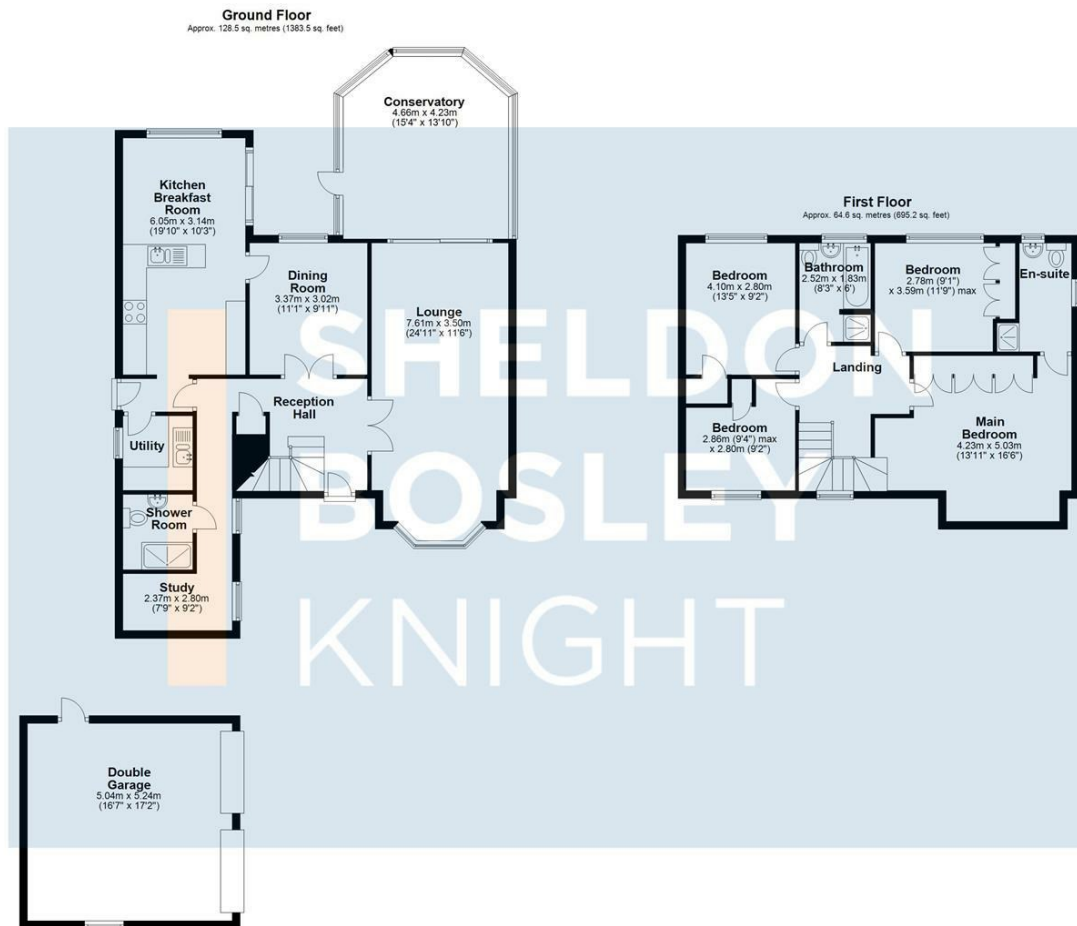 Ground Floor
Approx. 128.5 sq. metres (1383.5 sq. feet)
Conservatory
4.66m x 4.23m
(15'4" x 13'10")
Kitchen
Breakfast
Room
6.05m x 3.14m
(19'10" x 10'3")
Dining
Room
3.37m x 3.02m
(11'1" x 9'11")
Lounge
7.61m x 3.50m
(24'11" x 11'6")
Reception
Hall
Utility
Shower
Room
Study
2.37m x 2.80m
(7'9" x 9'2")
Double
Garage
5.04m x 5.24m
(16'7" x 17'2")
First Floor
Approx. 64.6 sq. metres (695.2 sq. feet)
Bedroom
4.10m x 2.80m
(13'5" x 9'2")
Bathroom
2.52m x 1.83m
(8'3" x 6')
Bedroom
2.78m (9'1")
x 3.59m (11'9") max
En-suite
Landing
Bedroom
2.86m (9'4") max
x 2.80m (9'2")
Main
Bedroom
4.23m x 5.03m
(13'11" x 16'6")
SHELDON
BOSLEY
KNIGHT